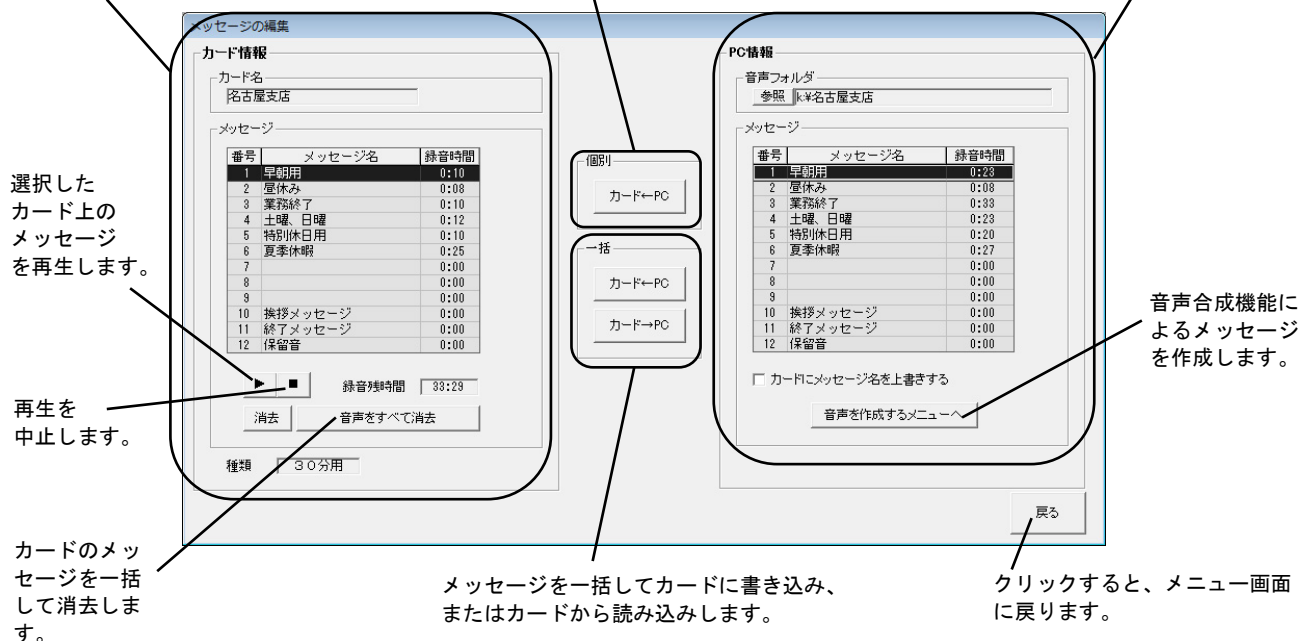 メッセージの編集
カード情報
カード名
名古屋支店
メッセージ
番号 メッセージ名 録音時間
1 早朝用 0:10
2 昼休み 0:08
3 業務終了 0:10
4 土曜、日曜 0:12
5 特別休日用 0:10
6 夏季休暇 0:25
7 0:00
8 0:00
9 0:00
10 挨拶メッセージ 0:00
11 終了メッセージ 0:00
12 保留音 0:00
▶ ■ 録音残時間 33:29
消去 音声をすべて消去
種類 30分用
個別
カード←PC
一括
カード←PC
カード→PC
PC情報
音声フォルダ
参照 k:¥名古屋支店
メッセージ
番号 メッセージ名 録音時間
1 早朝用 0:23
2 昼休み 0:08
3 業務終了 0:33
4 土曜、日曜 0:23
5 特別休日用 0:20
6 夏季休暇 0:27
7 0:00
8 0:00
9 0:00
10 挨拶メッセージ 0:00
11 終了メッセージ 0:00
12 保留音 0:00
カードにメッセージ名を上書きする
音声を作成するメニューへ
戻る
選択した
カード上の
メッセージ
を再生します。
再生を
中止します。
カードのメッ
セージを一括
して消去しま
す。
メッセージを一括してカードに書き込み、
またはカードから読み込みします。
音声合成機能に
よるメッセージ
を作成します。
クリックすると、メニュー画面
に戻ります。